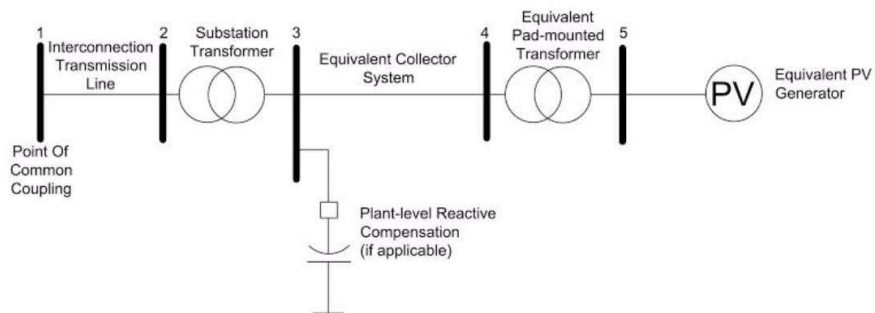 1
Interconnection
Transmission
Line
2
Substation
Transformer
3
Equivalent Collector
System
4
Equivalent
Pad-mounted
Transformer
5
PV
Equivalent PV
Generator
Point Of
Common
Coupling
Plant-level Reactive
Compensation
(if applicable)